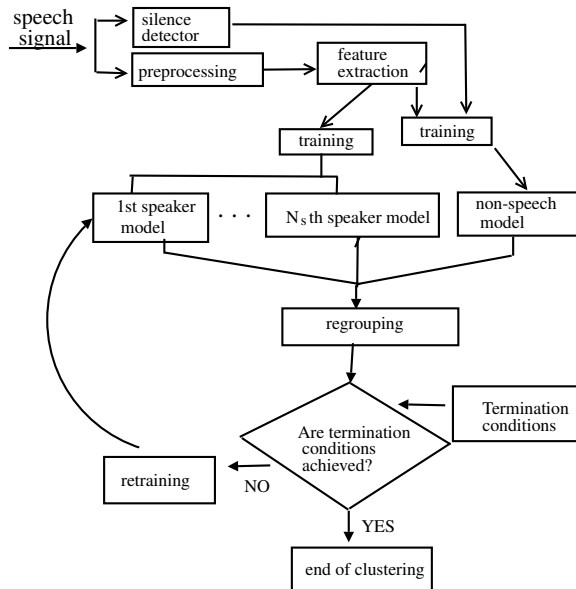 speech
signal
silence
detector
preprocessing
feature
extraction
training
training
1st speaker
model
. . .
Nₛth speaker model
non-speech
model
regrouping
Termination
conditions
Are termination
conditions
achieved?
retraining
NO
YES
end of clustering